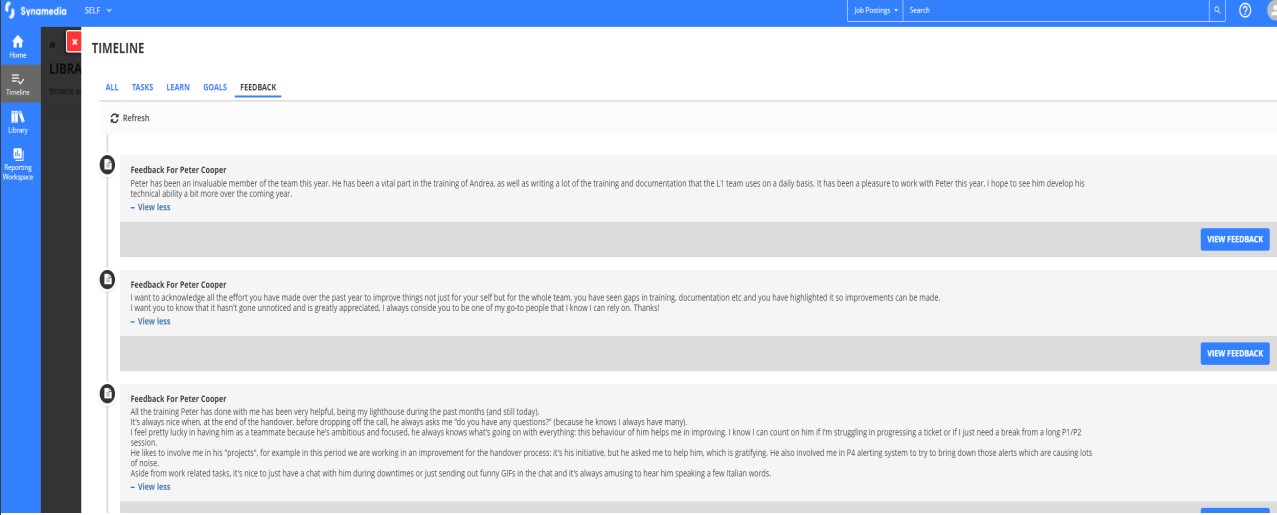 Synamedia
SELF
Job Postings
Search
Home
Timeline
Library
Reporting
Workspace
LIBRA
Browse a
x
TIMELINE
ALL TASKS LEARN GOALS FEEDBACK
Refresh
Feedback For Peter Cooper
Peter has been an invaluable member of the team this year. He has been a vital part in the training of Andrea, as well as writing a lot of the training and documentation that the L1 team uses on a daily basis. It has been a pleasure to work with Peter this year, I hope to see him develop his
technical ability a bit more over the coming year.
– View less
VIEW FEEDBACK
Feedback For Peter Cooper
I want to acknowledge all the effort you have made over the past year to improve things not just for your self but for the whole team, you have seen gaps in training, documentation etc and you have highlighted it so improvements can be made.
I want you to know that it hasn't gone unnoticed and is greatly appreciated, I always conside you to be one of my go-to people that I know I can rely on. Thanks!
– View less
VIEW FEEDBACK
Feedback For Peter Cooper
All the training Peter has done with me has been very helpful, being my lighthouse during the past months (and still today).
It's always nice when, at the end of the handover, before dropping off the call, he always asks me "do you have any questions?" (because he knows I always have many).
I feel pretty lucky in having him as a teammate because he's ambitious and focused, he always knows what's going on with everything: this behaviour of him helps me in improving. I know I can count on him if I'm struggling in progressing a ticket or if I just need a break from a long P1/P2
session.
He likes to involve me in his "projects", for example in this period we are working in an improvement for the handover process: it's his initiative, but he asked me to help him, which is gratifying. He also involved me in P4 alerting system to try to bring down those alerts which are causing lots
of noise.
Aside from work related tasks, it's nice to just have a chat with him during downtimes or just sending out funny GIFs in the chat and it's always amusing to hear him speaking a few Italian words.
– View less